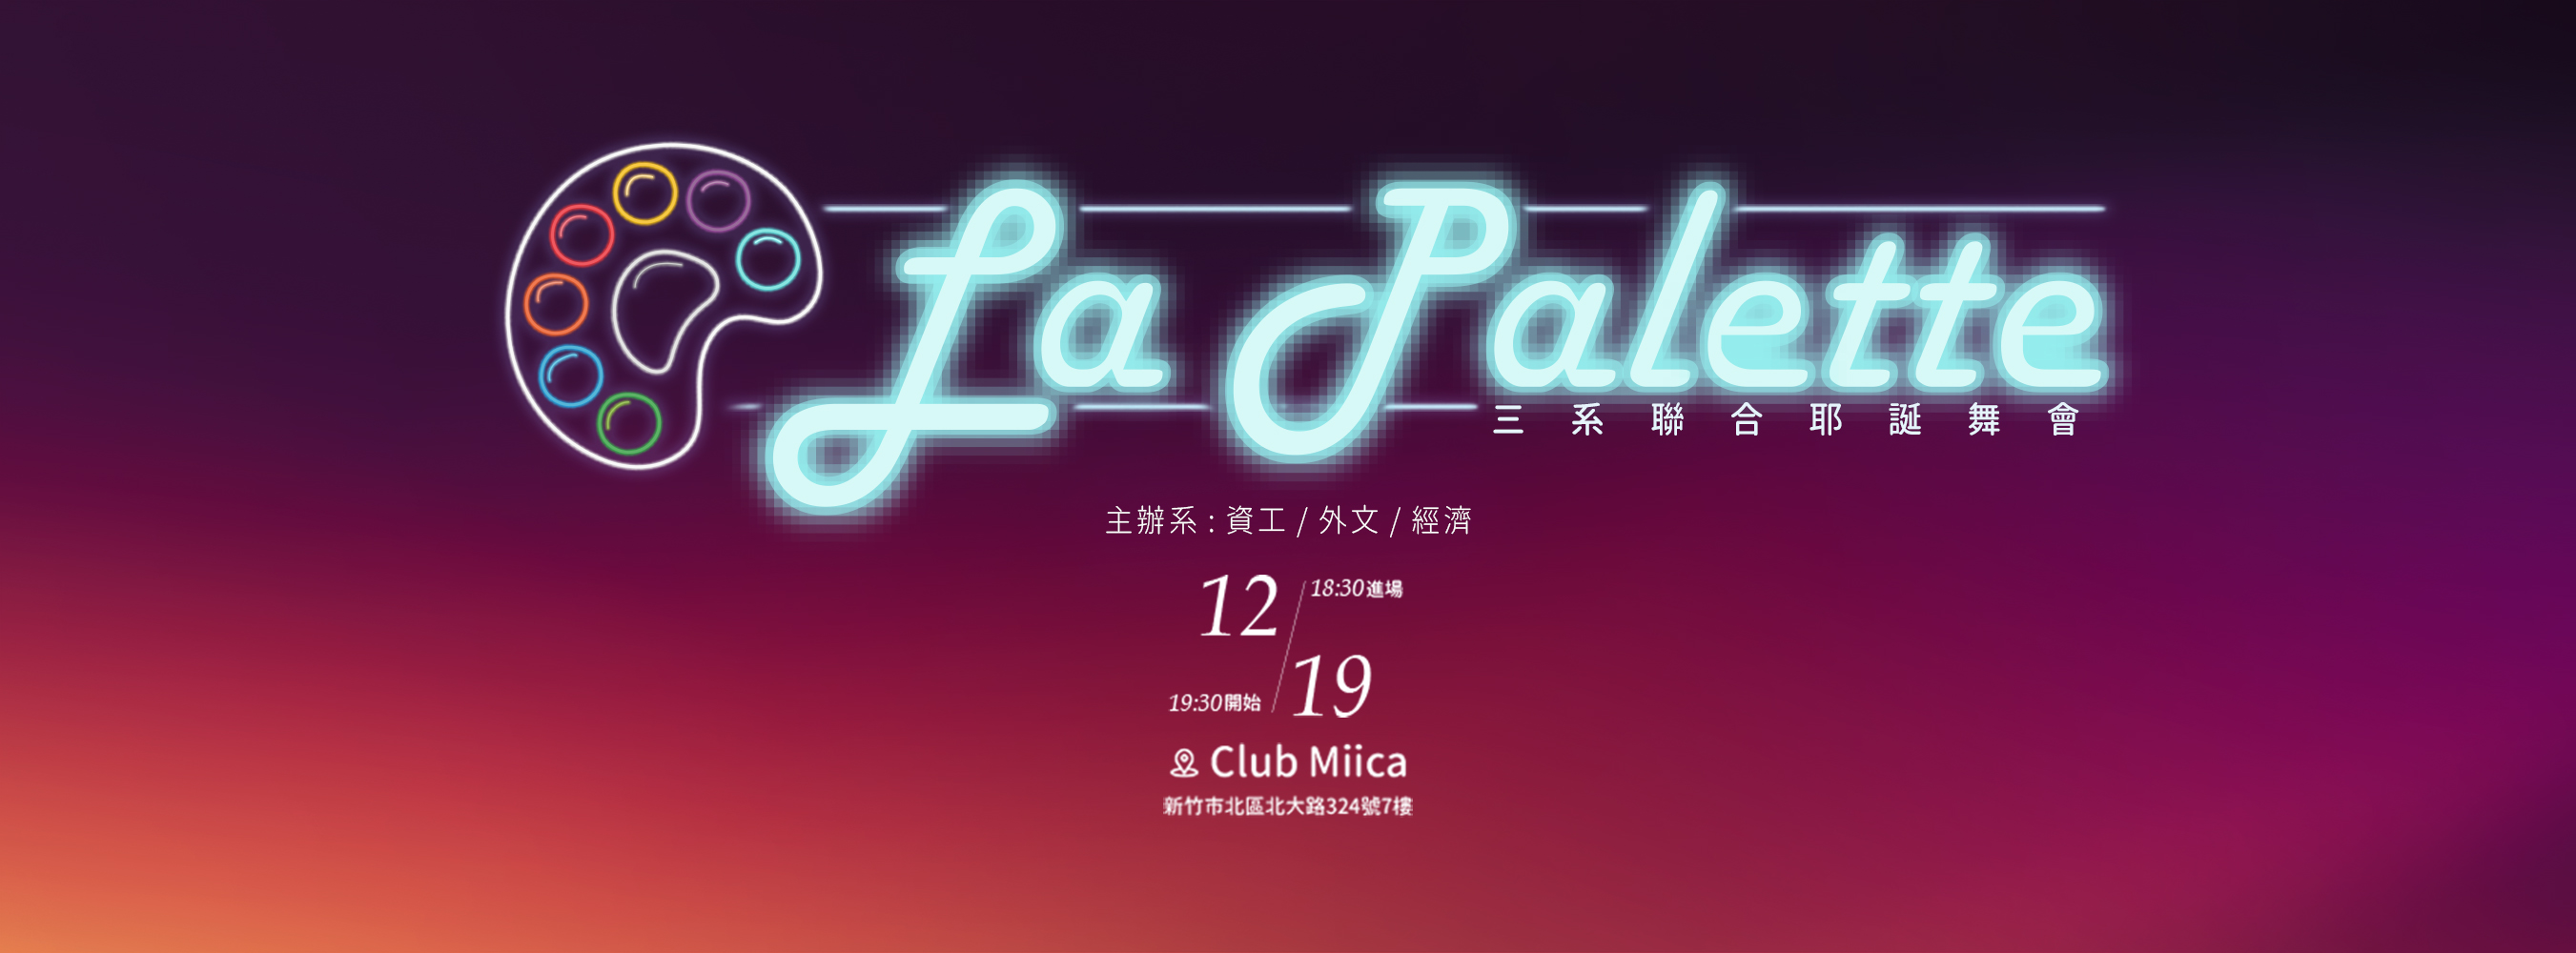 La Palette
三系聯合耶誕舞會
主辦系 : 資工 / 外文 / 經濟
12 / 18:30進場
19:30開始 / 19
Club Miica
新竹市北區北大路324號7樓